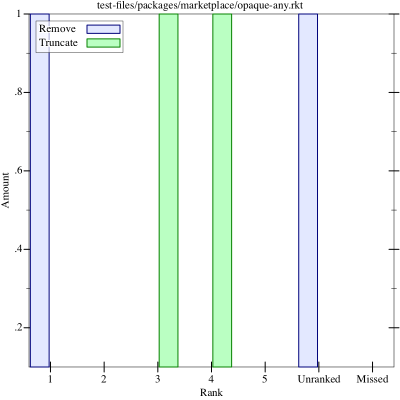 test-files/packages/marketplace/opaque-any.rkt
Remove
Truncate
1
.8
.6
.4
.2
Amount
1 2 3 4 5 Unranked Missed
Rank